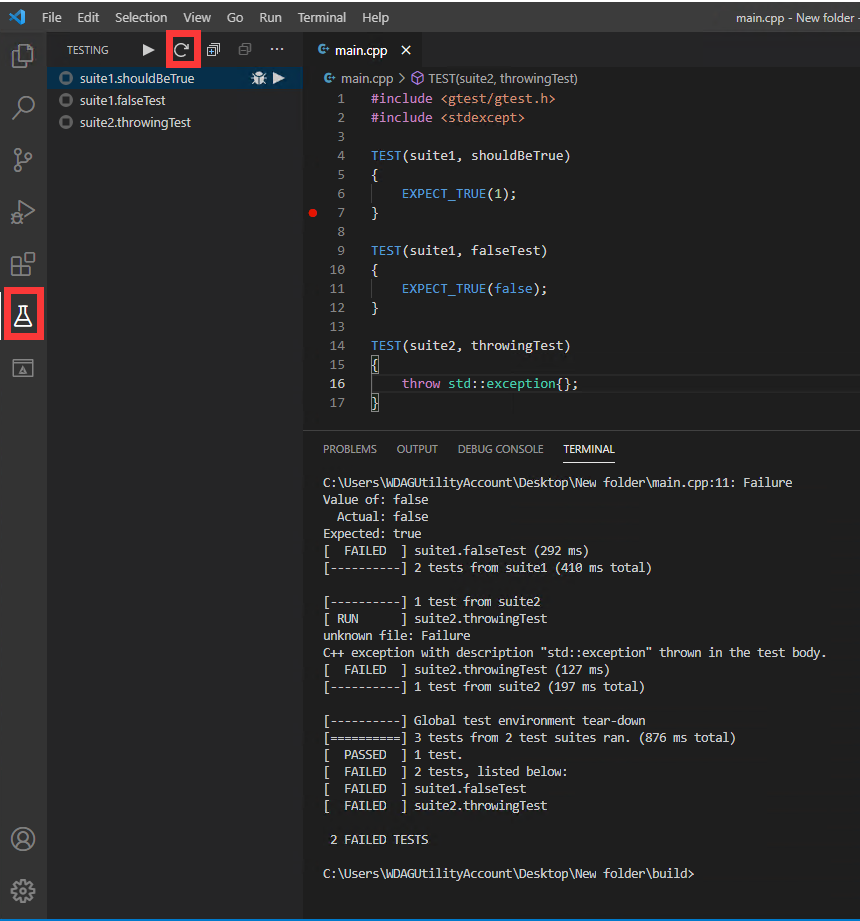 File Edit Selection View Go Run Terminal Help
main.cpp - New folder -
TESTING
suite1.shouldBeTrue
suite1.falseTest
suite2.throwingTest
main.cpp
main.cpp > TEST(suite2, throwingTest)
1 #include <gtest/gtest.h>
2 #include <stdexcept>
3
4 TEST(suite1, shouldBeTrue)
5 {
6 EXPECT_TRUE(1);
7 }
8
9 TEST(suite1, falseTest)
10 {
11 EXPECT_TRUE(false);
12 }
13
14 TEST(suite2, throwingTest)
15 {
16 throw std::exception{};
17 }
PROBLEMS OUTPUT DEBUG CONSOLE TERMINAL
C:\Users\WDAGUtilityAccount\Desktop\New folder\main.cpp:11: Failure
Value of: false
Actual: false
Expected: true
[  FAILED  ] suite1.falseTest (292 ms)
[----------] 2 tests from suite1 (410 ms total)
[----------] 1 test from suite2
[ RUN      ] suite2.throwingTest
unknown file: Failure
C++ exception with description "std::exception" thrown in the test body.
[  FAILED  ] suite2.throwingTest (127 ms)
[----------] 1 test from suite2 (197 ms total)
[----------] Global test environment tear-down
[==========] 3 tests from 2 test suites ran. (876 ms total)
[  PASSED  ] 1 test.
[  FAILED  ] 2 tests, listed below:
[  FAILED  ] suite1.falseTest
[  FAILED  ] suite2.throwingTest
2 FAILED TESTS
C:\Users\WDAGUtilityAccount\Desktop\New folder\build>